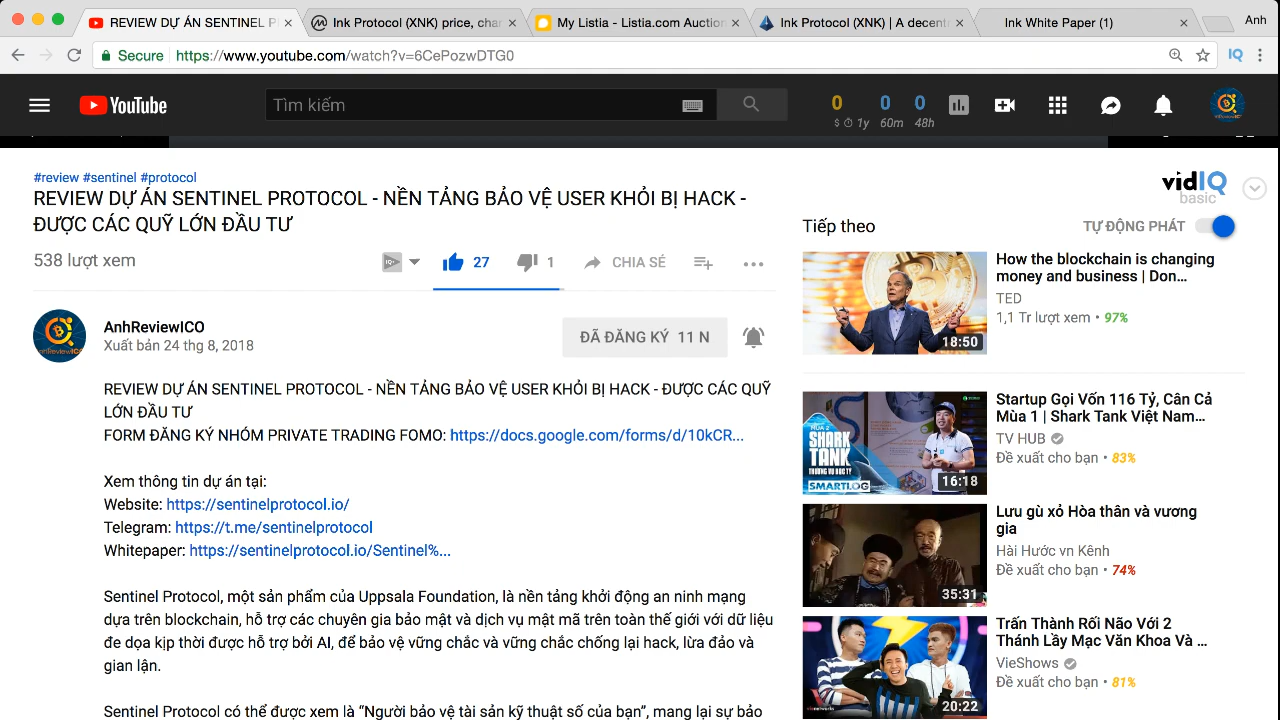 REVIEW DỰ ÁN SENTINEL P
Ink Protocol (XNK) price, char
My Listia - Listia.com Auction
Ink Protocol (XNK) | A decent
Ink White Paper (1)
Anh
Secure
https://www.youtube.com/watch?v=6CePozwDTG0
IQ
YouTube
Tìm kiếm
0 0 0
$ 1y 60m 48h
#review #sentinel #protocol
REVIEW DỰ ÁN SENTINEL PROTOCOL - NỀN TẢNG BẢO VỆ USER KHỎI BỊ HACK -
ĐƯỢC CÁC QUỸ LỚN ĐẦU TƯ
538 lượt xem
27
1
CHIA SẺ
AnhReviewICO
Xuất bản 24 thg 8, 2018
ĐÃ ĐĂNG KÝ 11 N
REVIEW DỰ ÁN SENTINEL PROTOCOL - NỀN TẢNG BẢO VỆ USER KHỎI BỊ HACK - ĐƯỢC CÁC QUỸ
LỚN ĐẦU TƯ
FORM ĐĂNG KÝ NHÓM PRIVATE TRADING FOMO: https://docs.google.com/forms/d/10kCR...
Xem thông tin dự án tại:
Website: https://sentinelprotocol.io/
Telegram: https://t.me/sentinelprotocol
Whitepaper: https://sentinelprotocol.io/Sentinel%...
Sentinel Protocol, một sản phẩm của Uppsala Foundation, là nền tảng khởi động an ninh mạng
dựa trên blockchain, hỗ trợ các chuyên gia bảo mật và dịch vụ mật mã trên toàn thế giới với dữ liệu
đe dọa kịp thời được hỗ trợ bởi AI, để bảo vệ vững chắc và vững chắc chống lại hack, lừa đảo và
gian lận.
Sentinel Protocol có thể được xem là “Người bảo vệ tài sản kỹ thuật số của bạn”, mang lại sự bảo
vidIQ
basic
Tiếp theo
TỰ ĐỘNG PHÁT
How the blockchain is changing
money and business | Don...
TED
1,1 Tr lượt xem • 97%
18:50
Startup Gọi Vốn 116 Tỷ, Cân Cả
Mùa 1 | Shark Tank Việt Nam...
TV HUB
Đề xuất cho bạn • 83%
MÙA 2
SHARK
TANK
THƯƠNG VỤ BẠC TỶ
SMARTLOG
16:18
Lưu gù xỏ Hòa thân và vương
gia
Hài Hước vn Kênh
Đề xuất cho bạn • 74%
35:31
Trấn Thành Rối Não Với 2
Thánh Lầy Mạc Văn Khoa Và ...
VieShows
Đề xuất cho bạn • 81%
20:22